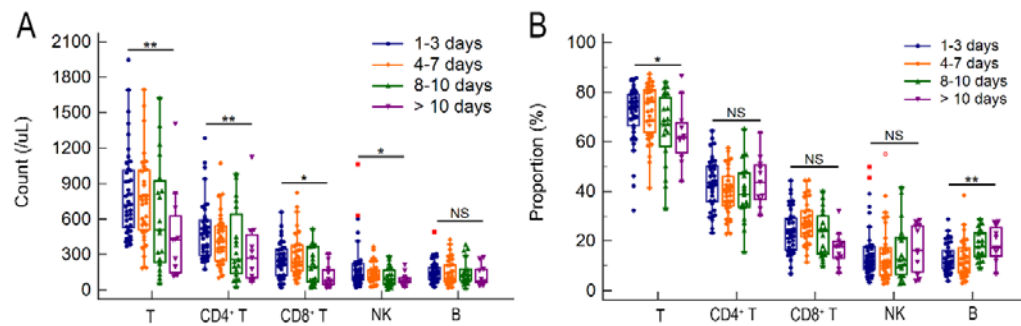 A
Count (/uL)
2100
1800
1500
1200
900
600
300
0
1-3 days
4-7 days
8-10 days
> 10 days
**
**
*
*
NS
T
CD4⁺ T
CD8⁺ T
NK
B
B
Proportion (%)
100
80
60
40
20
0
1-3 days
4-7 days
8-10 days
> 10 days
*
NS
NS
NS
**
T
CD4⁺ T
CD8⁺ T
NK
B